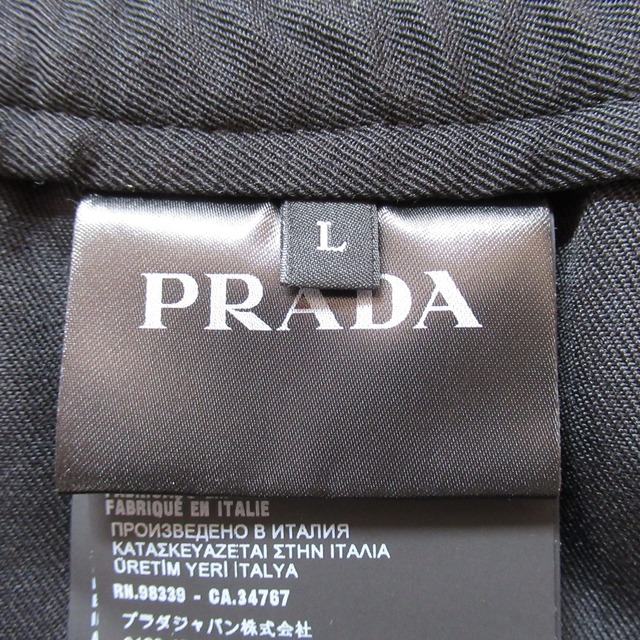 L
PRADA
FABRIQUÉ EN ITALIE
ПРОИЗВЕДЕНО В ИТАЛИЯ
ΚΑΤΑΣΚΕΥΑΖΕΤΑΙ ΣΤΗΝ ΙΤΑΛΙΑ
ÜRETİM YERİ İTALYA
RN.98339 - CA.34767
プラダジャパン株式会社